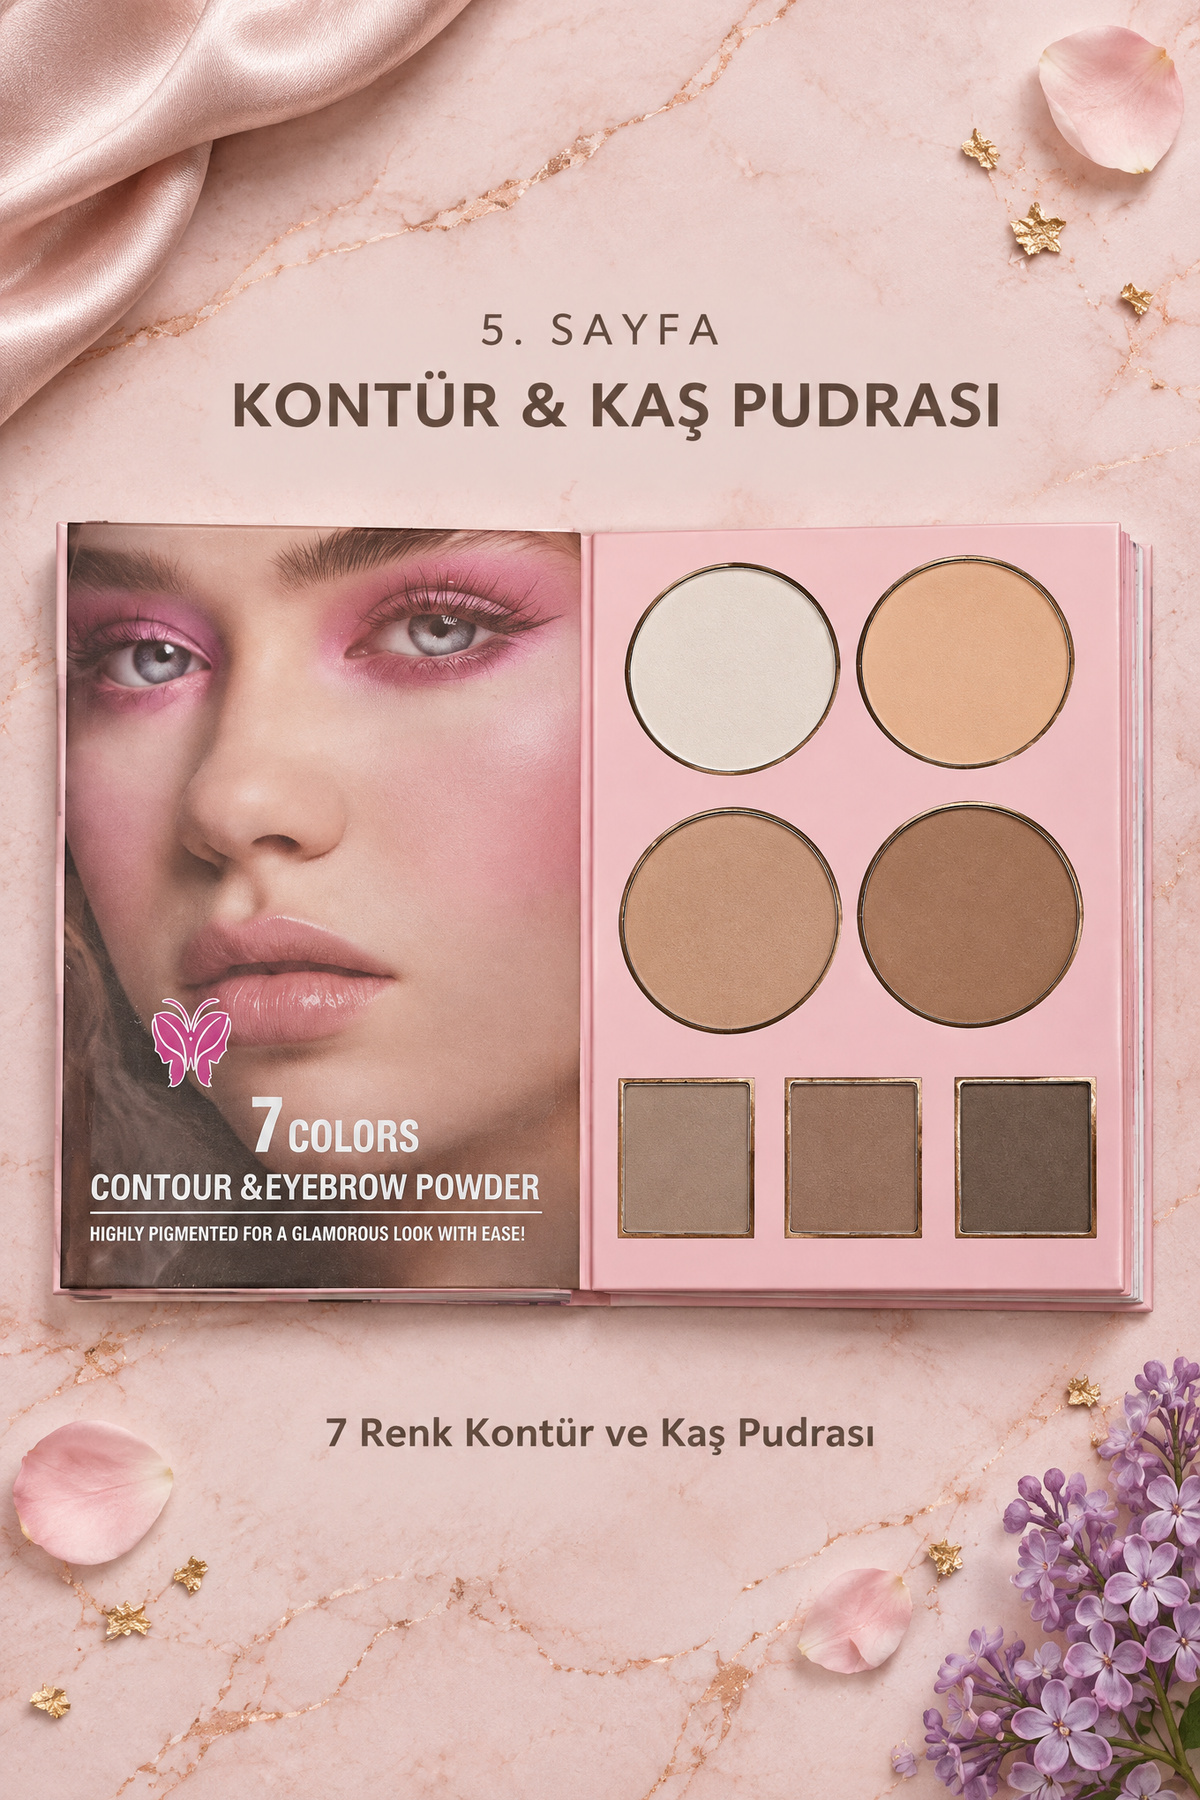 5. SAYFA
KONTÜR & KAŞ PUDRASI
7 COLORS
CONTOUR &EYEBROW POWDER
HIGHLY PIGMENTED FOR A GLAMOROUS LOOK WITH EASE!
7 Renk Kontür ve Kaş Pudrası